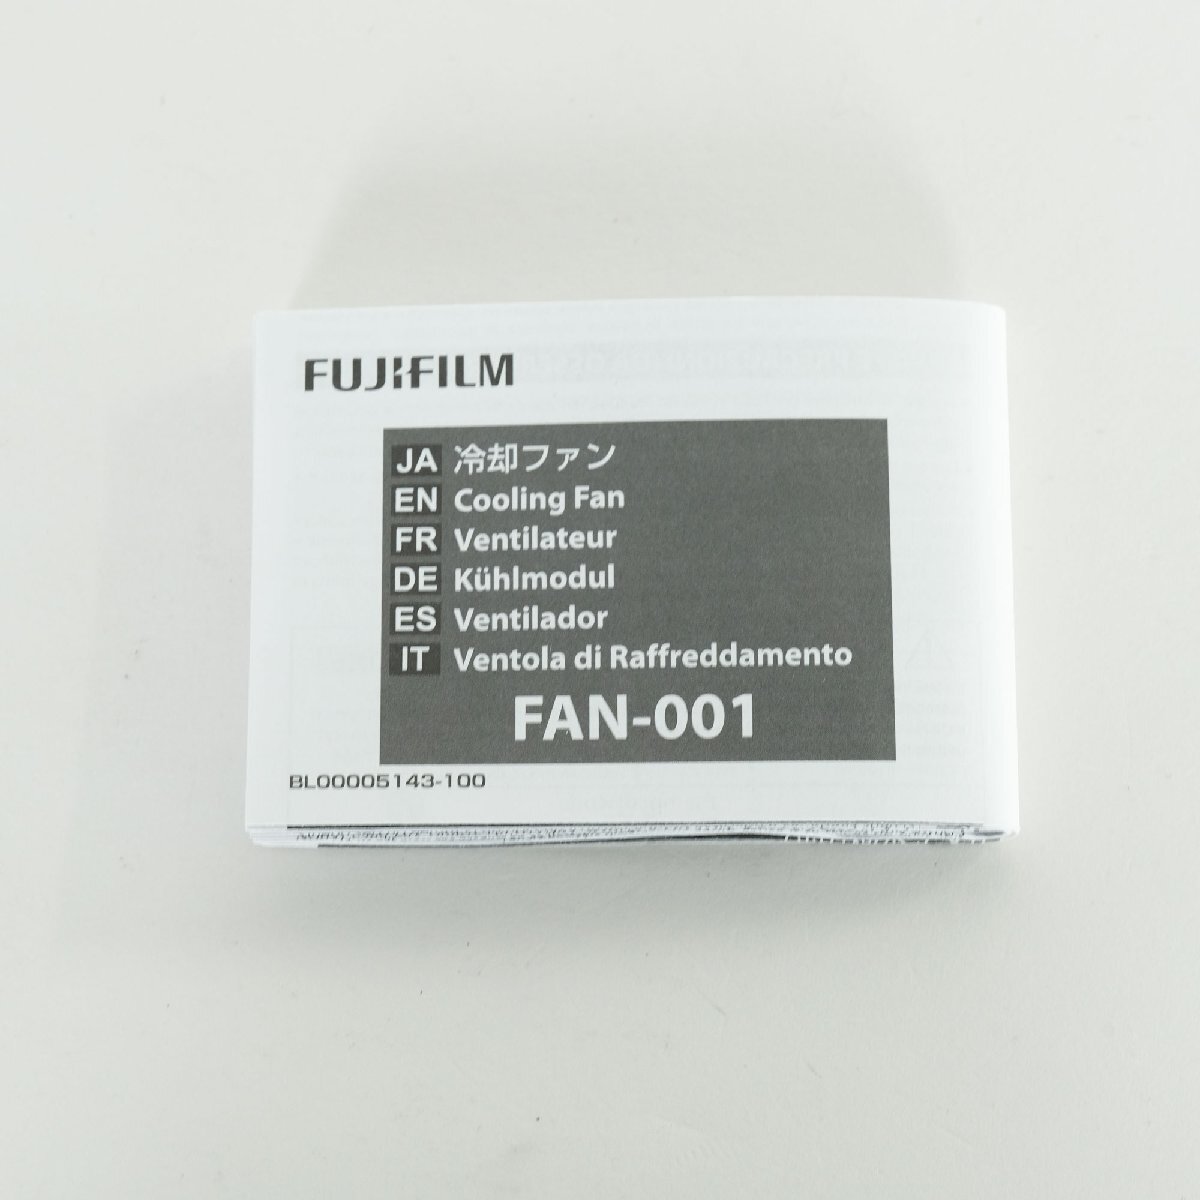 FUJIFILM
JA 冷却ファン
EN Cooling Fan
FR Ventilateur
DE Kühlmodul
ES Ventilador
IT Ventola di Raffreddamento
FAN-001
BL00005143-100